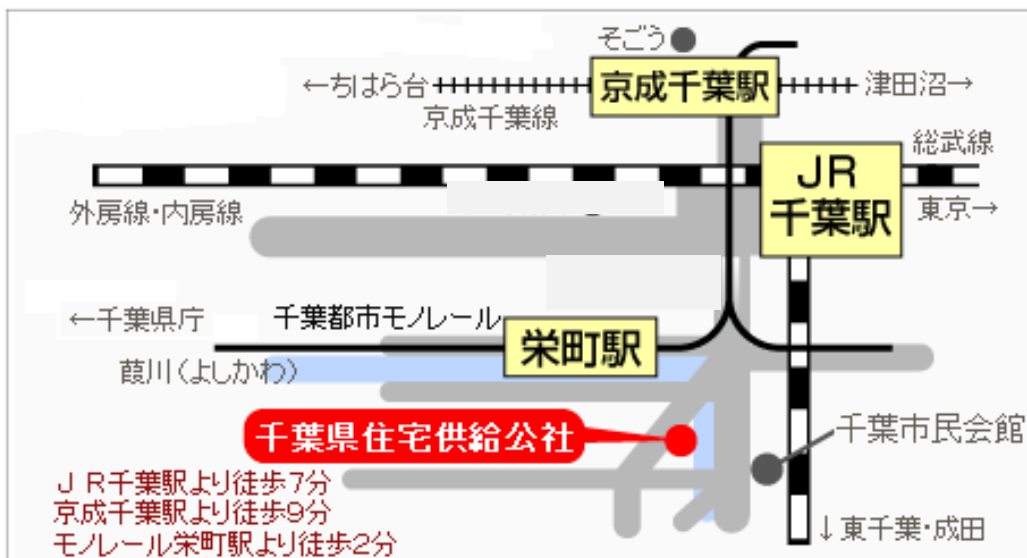 そごう
←ちはら台
京成千葉駅
津田沼→
京成千葉線
総武線
JR
千葉駅
外房線・内房線
東京→
←千葉県庁
千葉都市モノレール
栄町駅
葭川(よしかわ)
千葉県住宅供給公社
千葉市民会館
JR千葉駅より徒歩7分
京成千葉駅より徒歩9分
モノレール栄町駅より徒歩2分
↓東千葉・成田